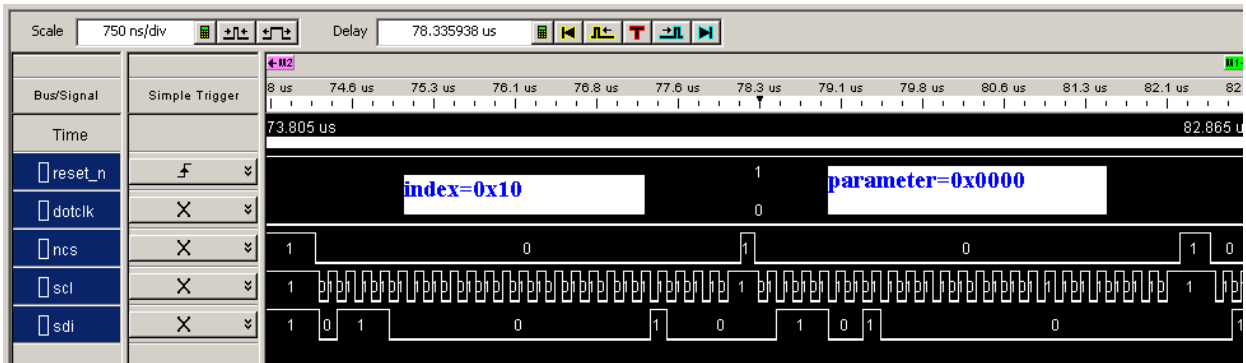 Scale 750 ns/div Delay 78.335938 us T
M2 M1
Bus/Signal Simple Trigger 8 us 74.6 us 75.3 us 76.1 us 76.8 us 77.6 us 78.3 us 79.1 us 79.8 us 80.6 us 81.3 us 82.1 us 82
Time 73.805 us 82.865 u
reset_n 1
index=0x10 parameter=0x0000
dotclk X 0
ncs X 1 0 1 0 1 0
scl X 1 1 1
sdi X 1 0 1 0 1 0 1 0 1 0 1